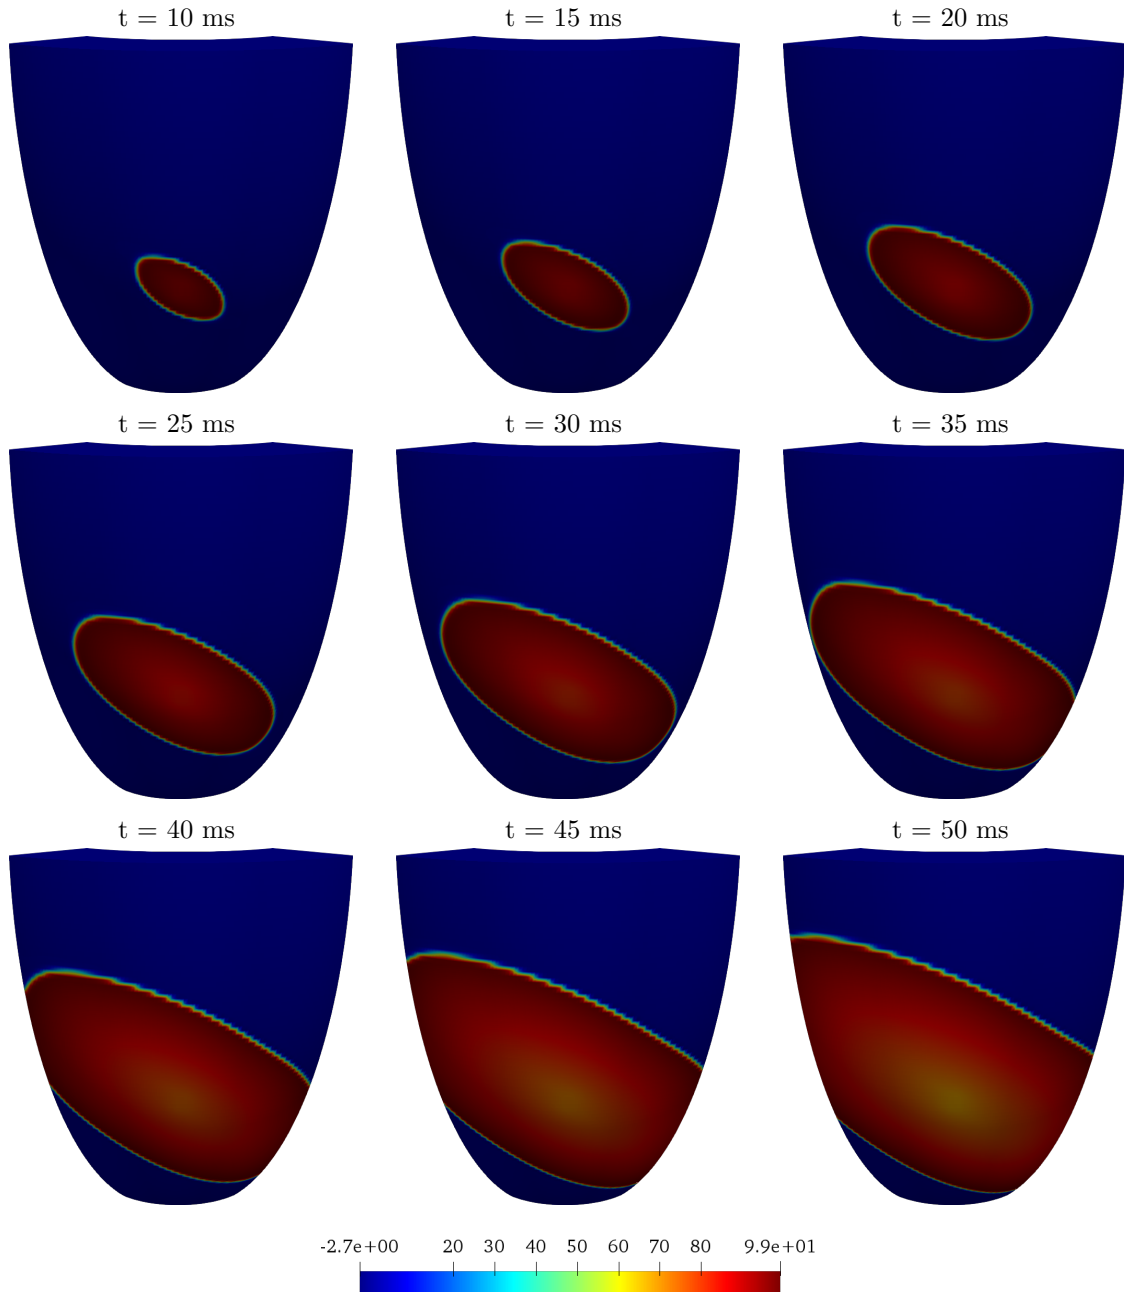 t = 10 ms t = 15 ms t = 20 ms
t = 25 ms t = 30 ms t = 35 ms
t = 40 ms t = 45 ms t = 50 ms
-2.7e+00 20 30 40 50 60 70 80 9.9e+01